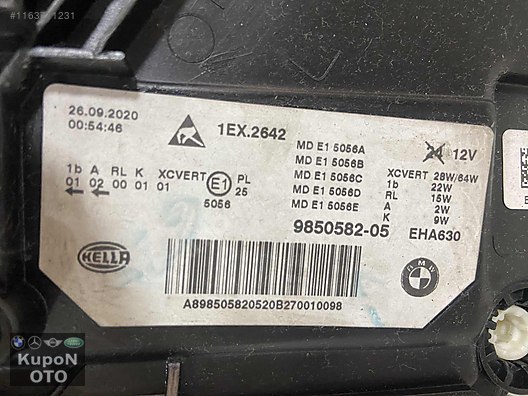 #1163711231
26.09.2020
00:54:46
1EX.2642
MD E1 5056A
MD E1 5056B
MD E1 5056C
MD E1 5056D
MD E1 5056E
24 12V
XCVERT 28W/64W
1b 22W
RL 15W
A 2W
K 9W
1b A RL K XCVERT
01 02 00 01 01
E1
PL
25
5056
9850582-05 EHA630
HELLA
BMW
A898505820520B270010098
KupoN
OTO